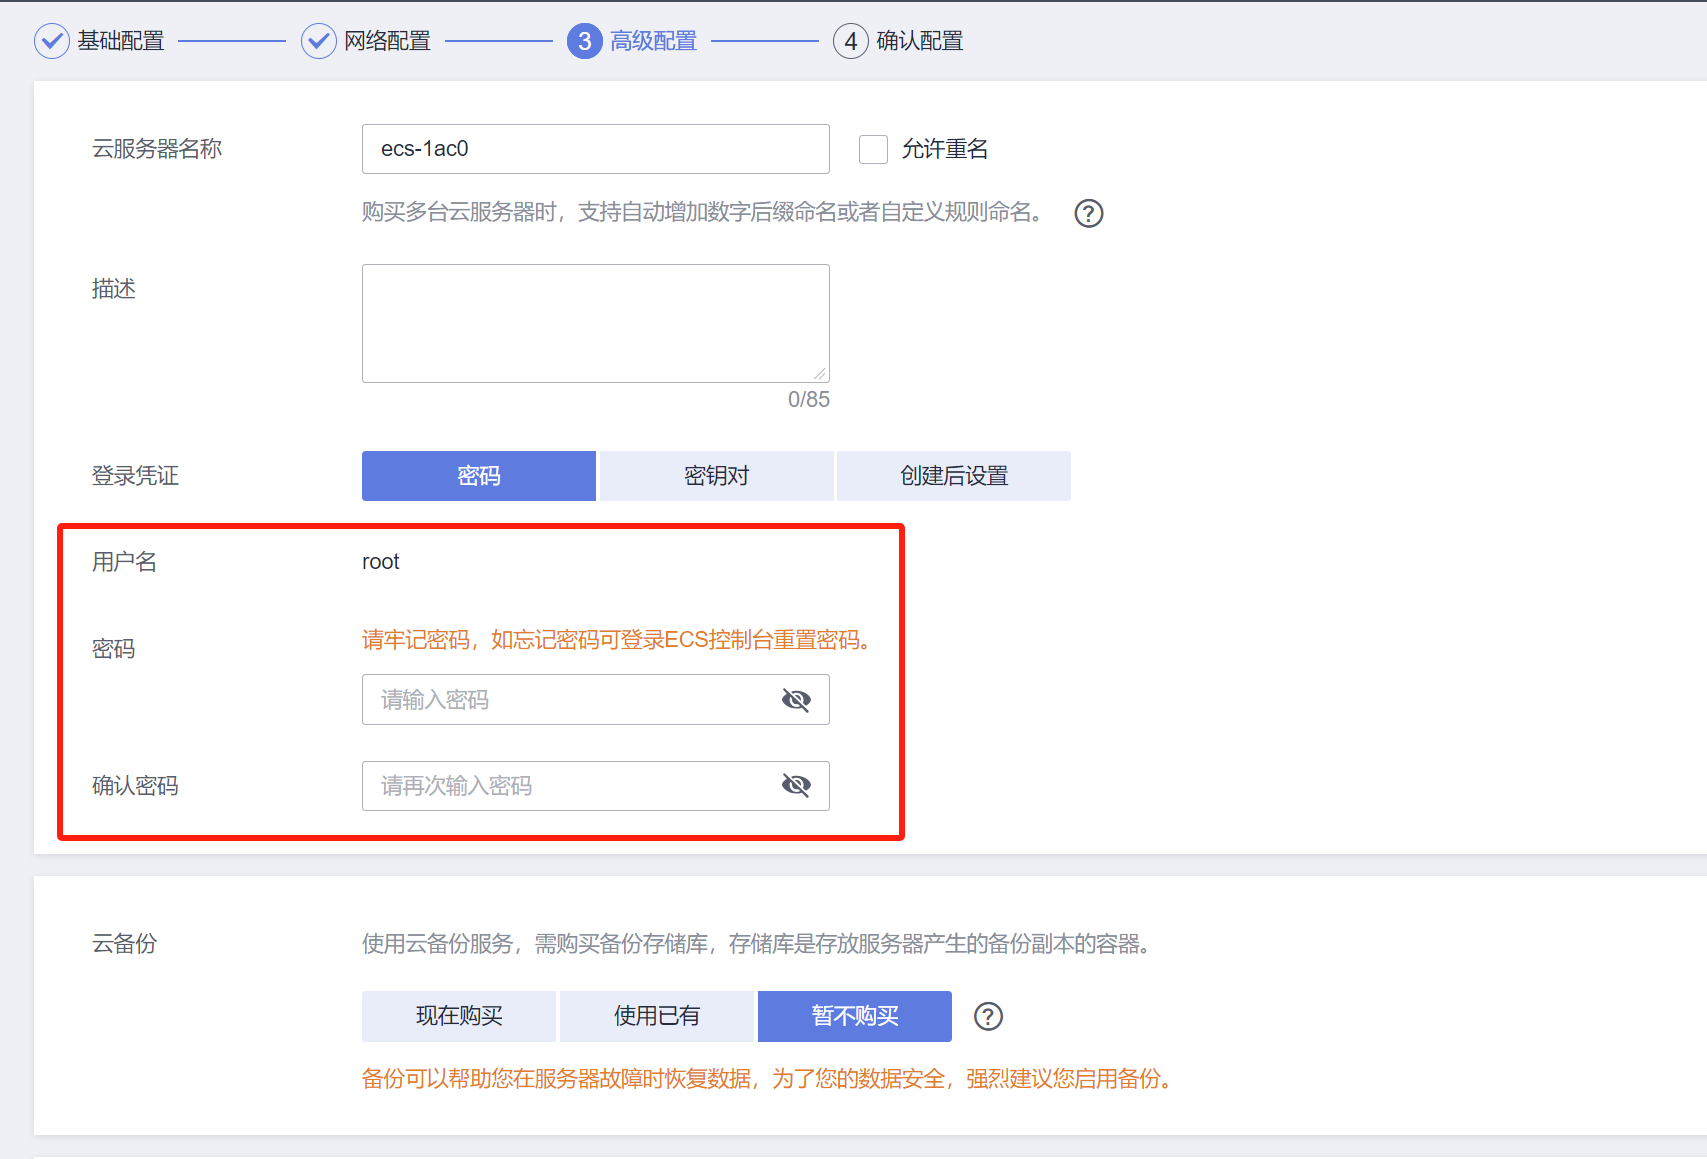 基础配置 网络配置 3 高级配置 4 确认配置
云服务器名称 ecs-1ac0 允许重名
购买多台云服务器时，支持自动增加数字后缀命名或者自定义规则命名。 ?
描述
0/85
登录凭证 密码 密钥对 创建后设置
用户名 root
密码 请牢记密码，如忘记密码可登录ECS控制台重置密码。
请输入密码
确认密码 请再次输入密码
云备份 使用云备份服务，需购买备份存储库，存储库是存放服务器产生的备份副本的容器。
现在购买 使用已有 暂不购买 ?
备份可以帮助您在服务器故障时恢复数据，为了您的数据安全，强烈建议您启用备份。